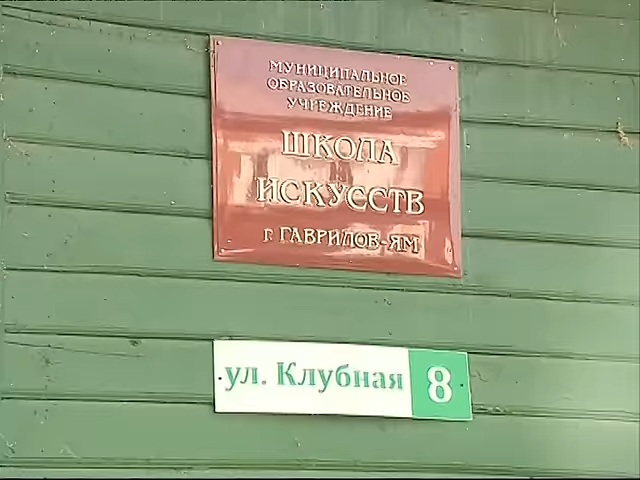 МУНИЦИПАЛЬНОЕ
ОБРАЗОВАТЕЛЬНОЕ
УЧРЕЖДЕНИЕ
ШКОЛА
ИСКУССТВ
г. ГАВРИЛОВ-ЯМ
ул. Клубная 8